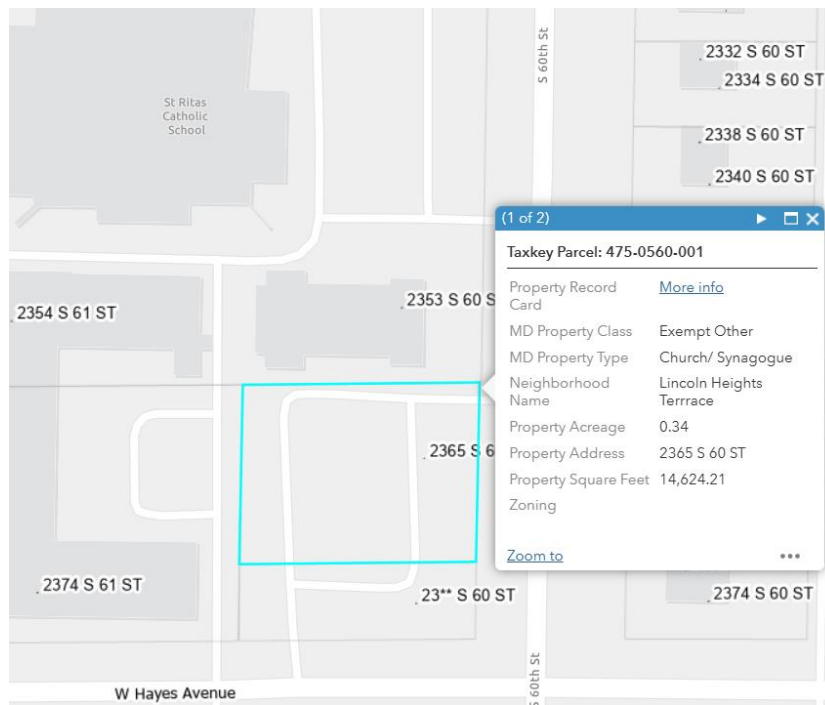 S 60th St
2332 S 60 ST
2334 S 60 ST
St Ritas
Catholic
School
2338 S 60 ST
2340 S 60 ST
(1 of 2)
Taxkey Parcel: 475-0560-001
Property Record
Card
More info
MD Property Class
Exempt Other
MD Property Type
Church/ Synagogue
Neighborhood
Name
Lincoln Heights
Terrrace
Property Acreage
0.34
Property Address
2365 S 60 ST
Property Square Feet
14,624.21
Zoning
Zoom to
2354 S 61 ST
2353 S 60 S
2365 S 6
2374 S 61 ST
23** S 60 ST
2374 S 60 ST
S 60th St
W Hayes Avenue